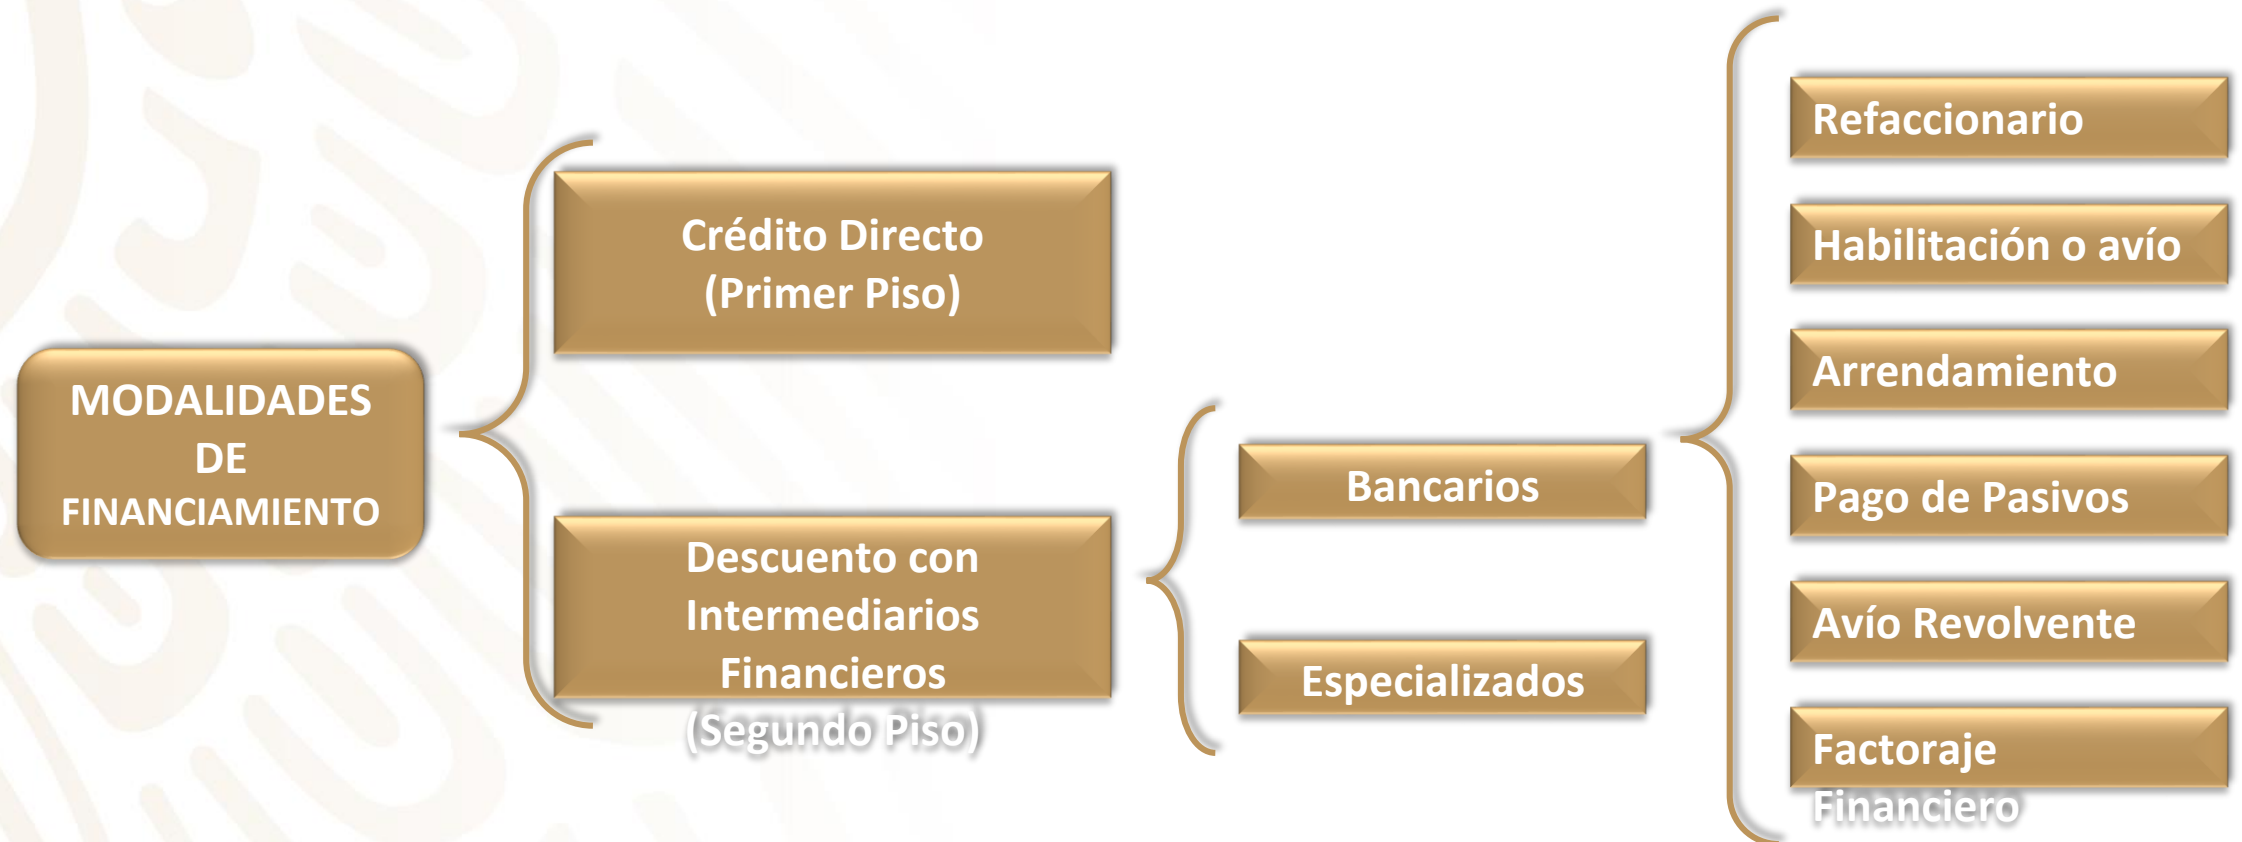 MODALIDADES
DE
FINANCIAMIENTO
Crédito Directo
(Primer Piso)
Descuento con
Intermediarios
Financieros
(Segundo Piso)
Bancarios
Especializados
Refaccionario
Habilitación o avío
Arrendamiento
Pago de Pasivos
Avío Revolvente
Factoraje
Financiero